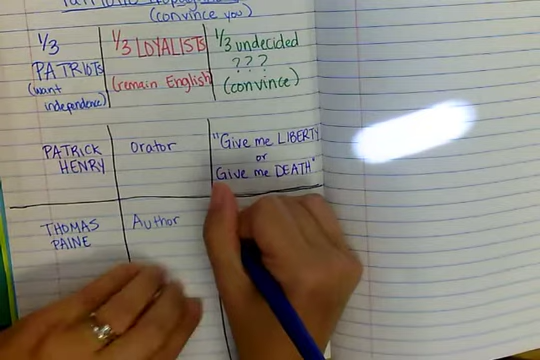 (convince you)
1/3
PATRIOTS
(want
independence)
1/3 LOYALISTS
(remain English)
1/3 undecided
? ? ?
(convince)
PATRICK
HENRY
Orator
"Give me LIBERTY
or
Give me DEATH"
THOMAS
PAINE
Author